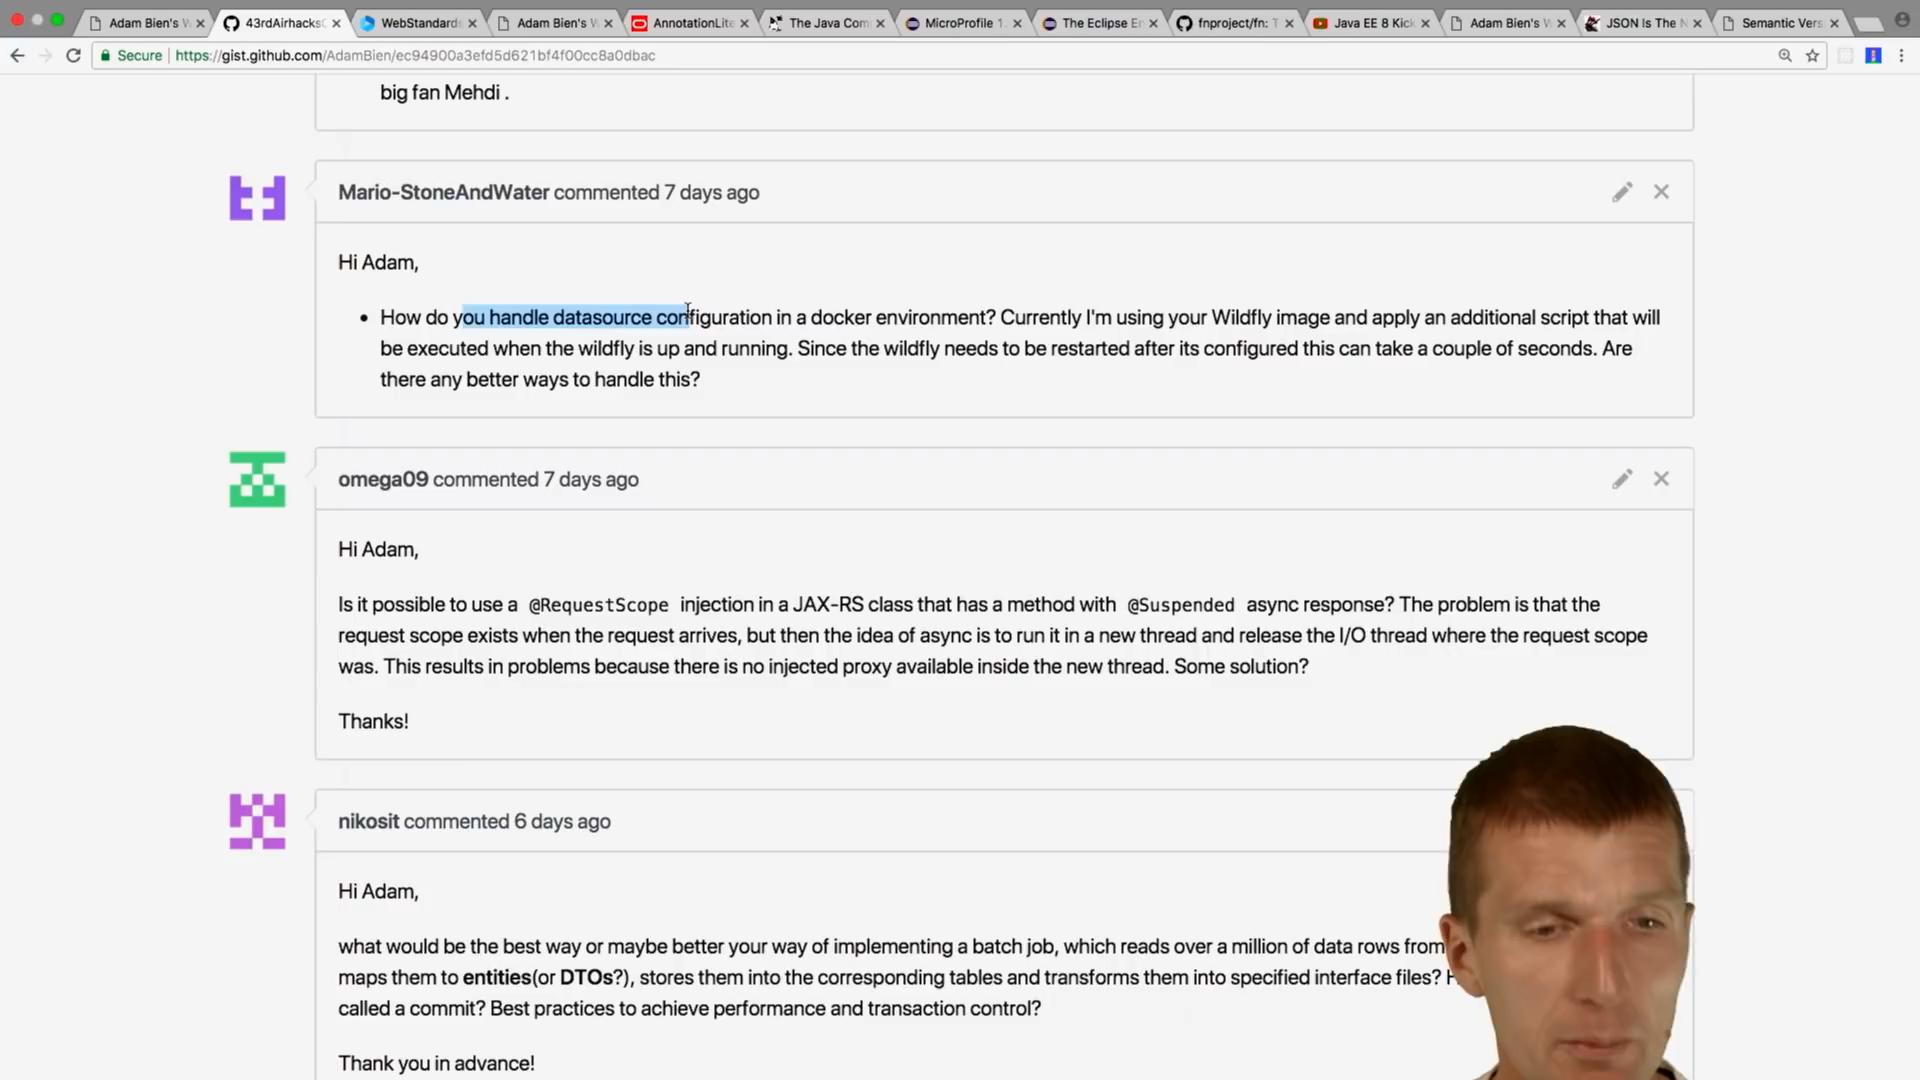 Adam Bien's W
43rdAirhacksQ
WebStandards
Adam Bien's W
AnnotationLite
The Java Com
MicroProfile 1.
The Eclipse En
fnproject/fn: T
Java EE 8 Kick
Adam Bien's W
JSON Is The N
Semantic Vers
Secure https://gist.github.com/AdamBien/ec94900a3efd5d621bf4f00cc8a0dbac
big fan Mehdi .
Mario-StoneAndWater commented 7 days ago
Hi Adam,
• How do you handle datasource configuration in a docker environment? Currently I'm using your Wildfly image and apply an additional script that will
be executed when the wildfly is up and running. Since the wildfly needs to be restarted after its configured this can take a couple of seconds. Are
there any better ways to handle this?
omega09 commented 7 days ago
Hi Adam,
Is it possible to use a @RequestScope injection in a JAX-RS class that has a method with @Suspended async response? The problem is that the
request scope exists when the request arrives, but then the idea of async is to run it in a new thread and release the I/O thread where the request scope
was. This results in problems because there is no injected proxy available inside the new thread. Some solution?
Thanks!
nikosit commented 6 days ago
Hi Adam,
what would be the best way or maybe better your way of implementing a batch job, which reads over a million of data rows from
maps them to entities(or DTOs?), stores them into the corresponding tables and transforms them into specified interface files?
called a commit? Best practices to achieve performance and transaction control?
Thank you in advance!